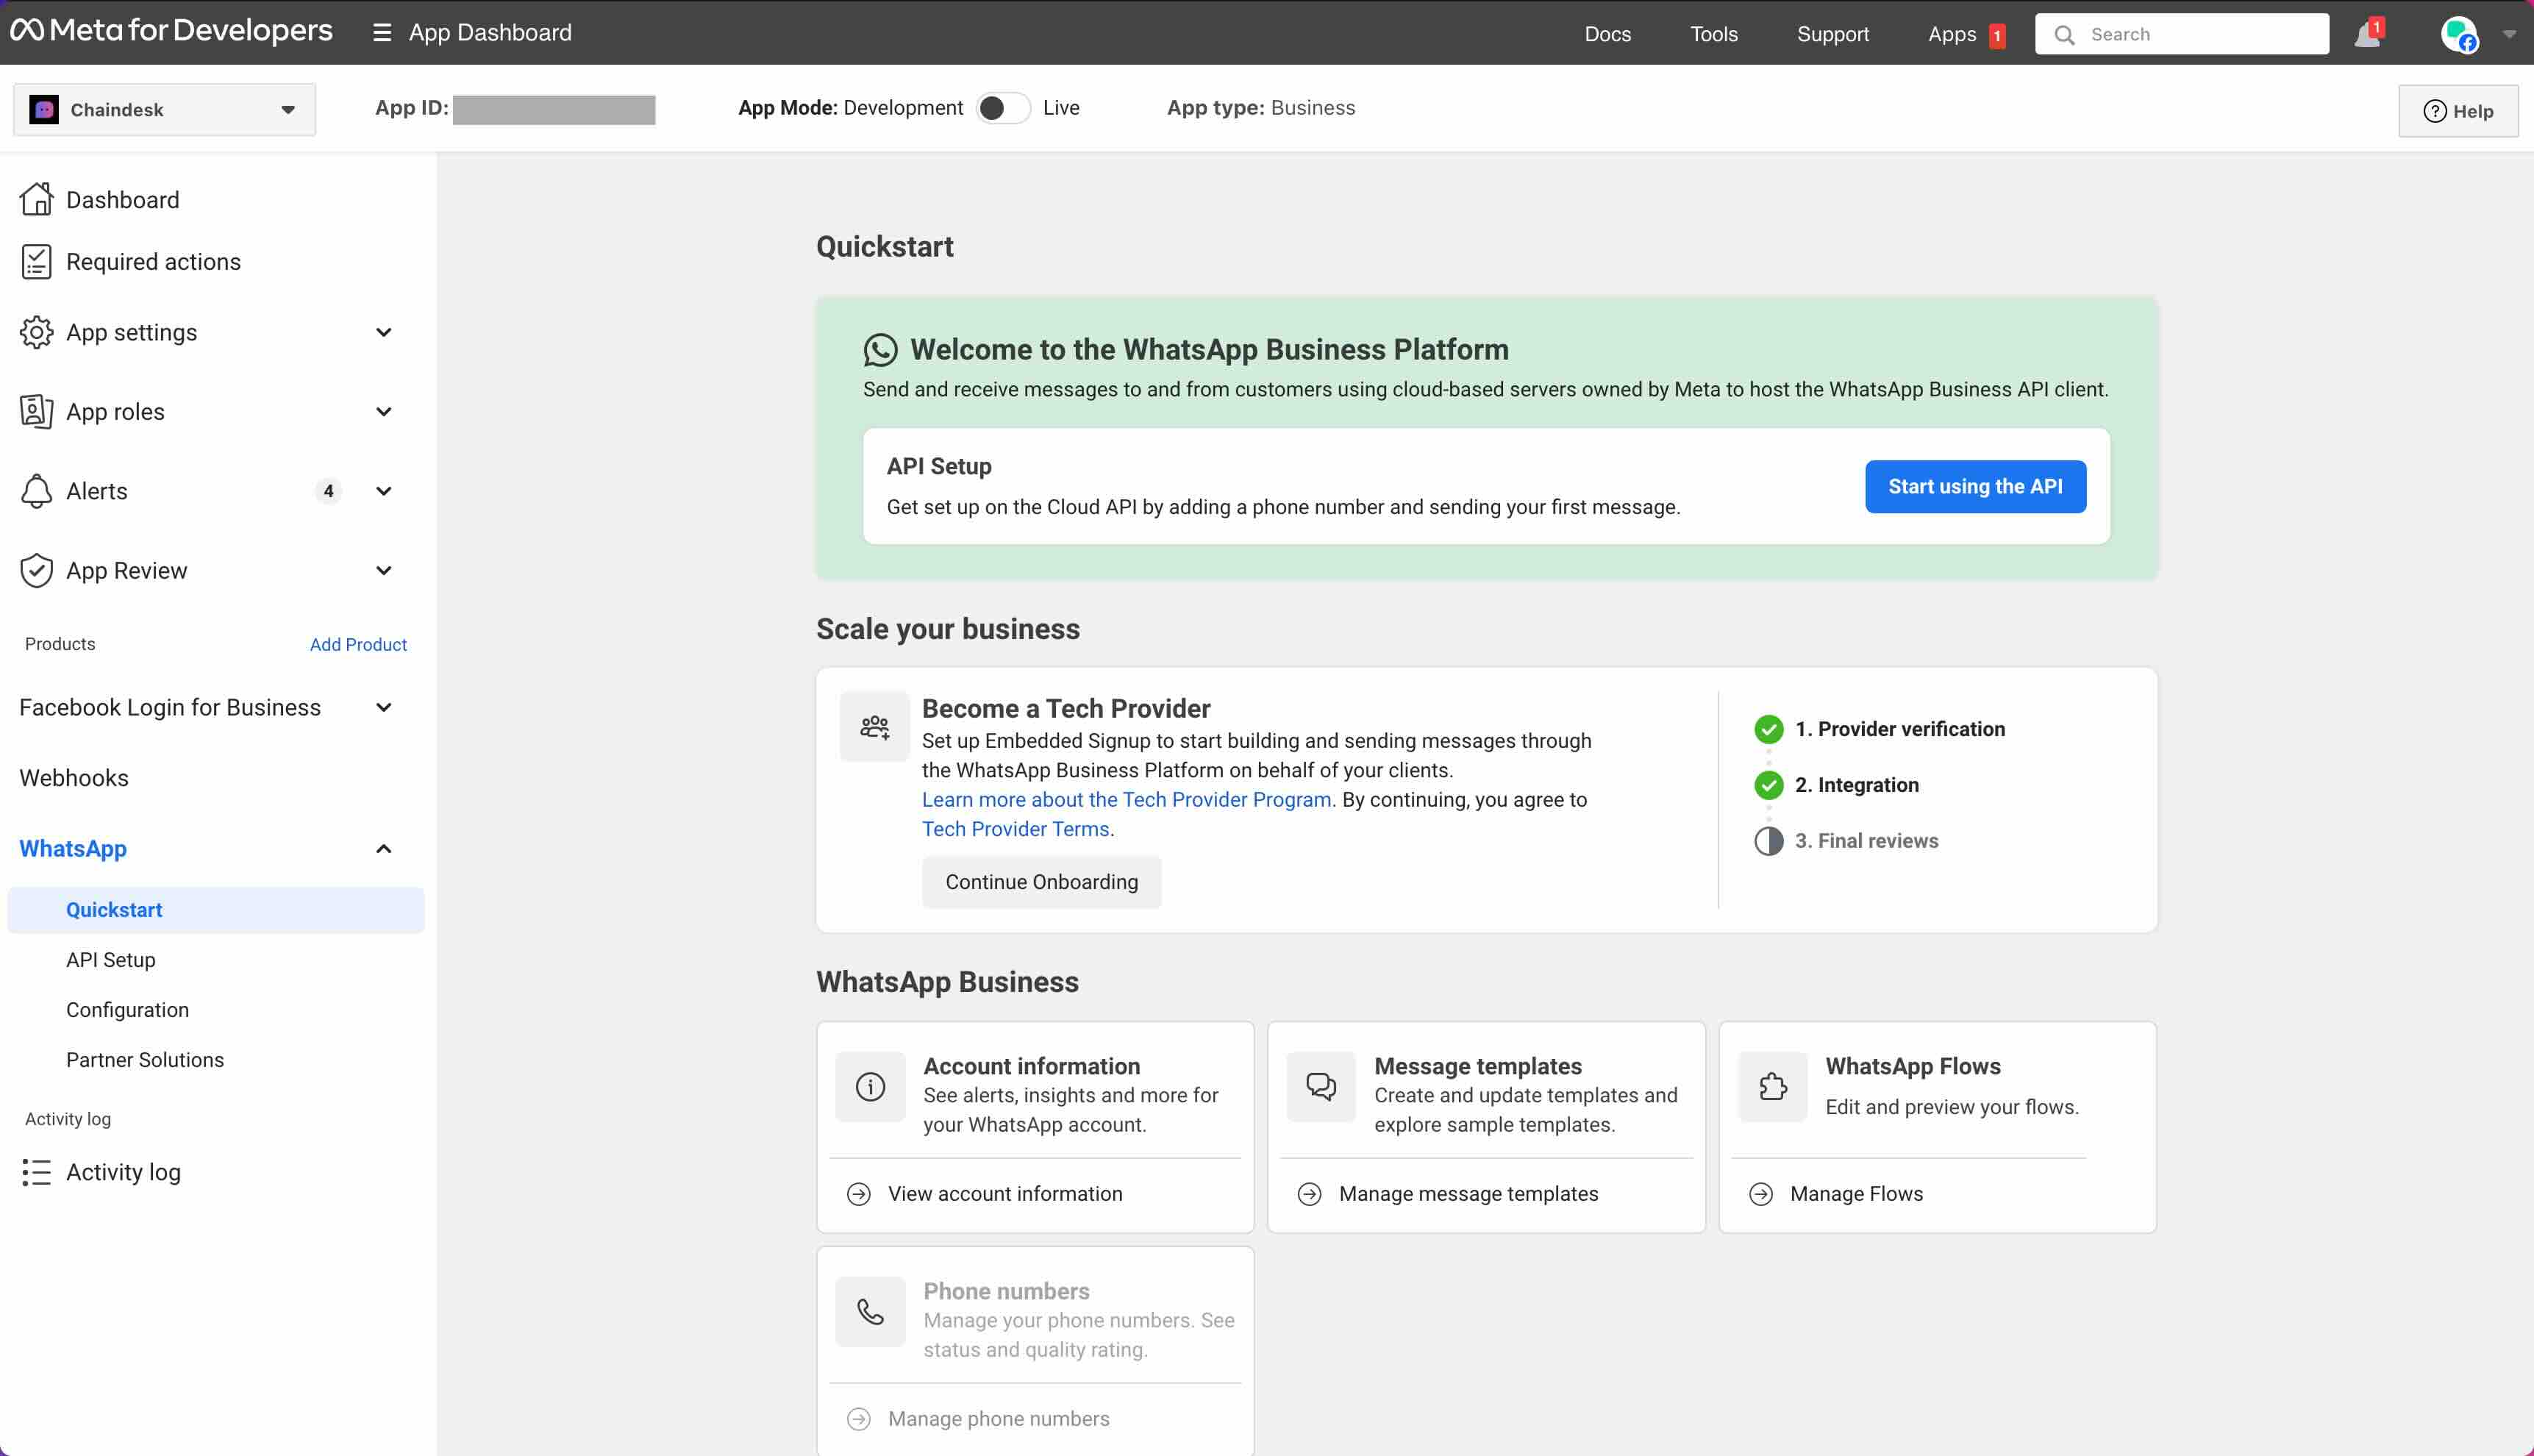 Meta for Developers
App Dashboard
Docs
Tools
Support
Apps 1
Search
1
Chaindesk
App ID:
App Mode: Development
Live
App type: Business
Help
Dashboard
Required actions
App settings
App roles
Alerts 4
App Review
Products
Add Product
Facebook Login for Business
Webhooks
WhatsApp
Quickstart
API Setup
Configuration
Partner Solutions
Activity log
Activity log
Quickstart
Welcome to the WhatsApp Business Platform
Send and receive messages to and from customers using cloud-based servers owned by Meta to host the WhatsApp Business API client.
API Setup
Get set up on the Cloud API by adding a phone number and sending your first message.
Start using the API
Scale your business
Become a Tech Provider
Set up Embedded Signup to start building and sending messages through
the WhatsApp Business Platform on behalf of your clients.
Learn more about the Tech Provider Program. By continuing, you agree to
Tech Provider Terms.
Continue Onboarding
1. Provider verification
2. Integration
3. Final reviews
WhatsApp Business
Account information
See alerts, insights and more for
your WhatsApp account.
View account information
Message templates
Create and update templates and
explore sample templates.
Manage message templates
WhatsApp Flows
Edit and preview your flows.
Manage Flows
Phone numbers
Manage your phone numbers. See
status and quality rating.
Manage phone numbers